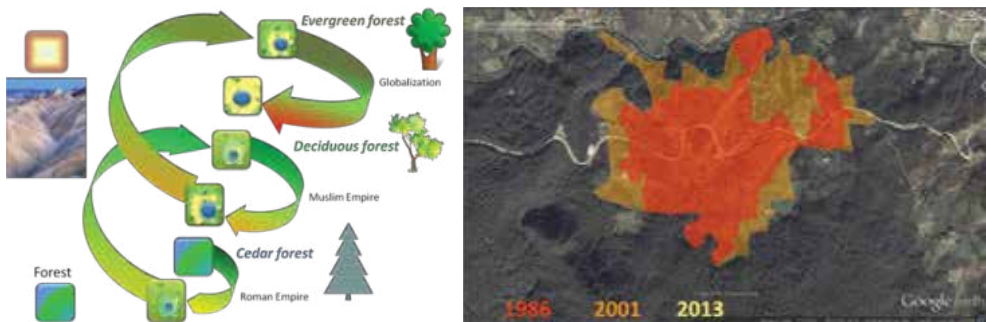 Evergreen forest
Globalization
Deciduous forest
Muslim Empire
Cedar forest
Forest
Roman Empire
1986 2001 2013
Google earth